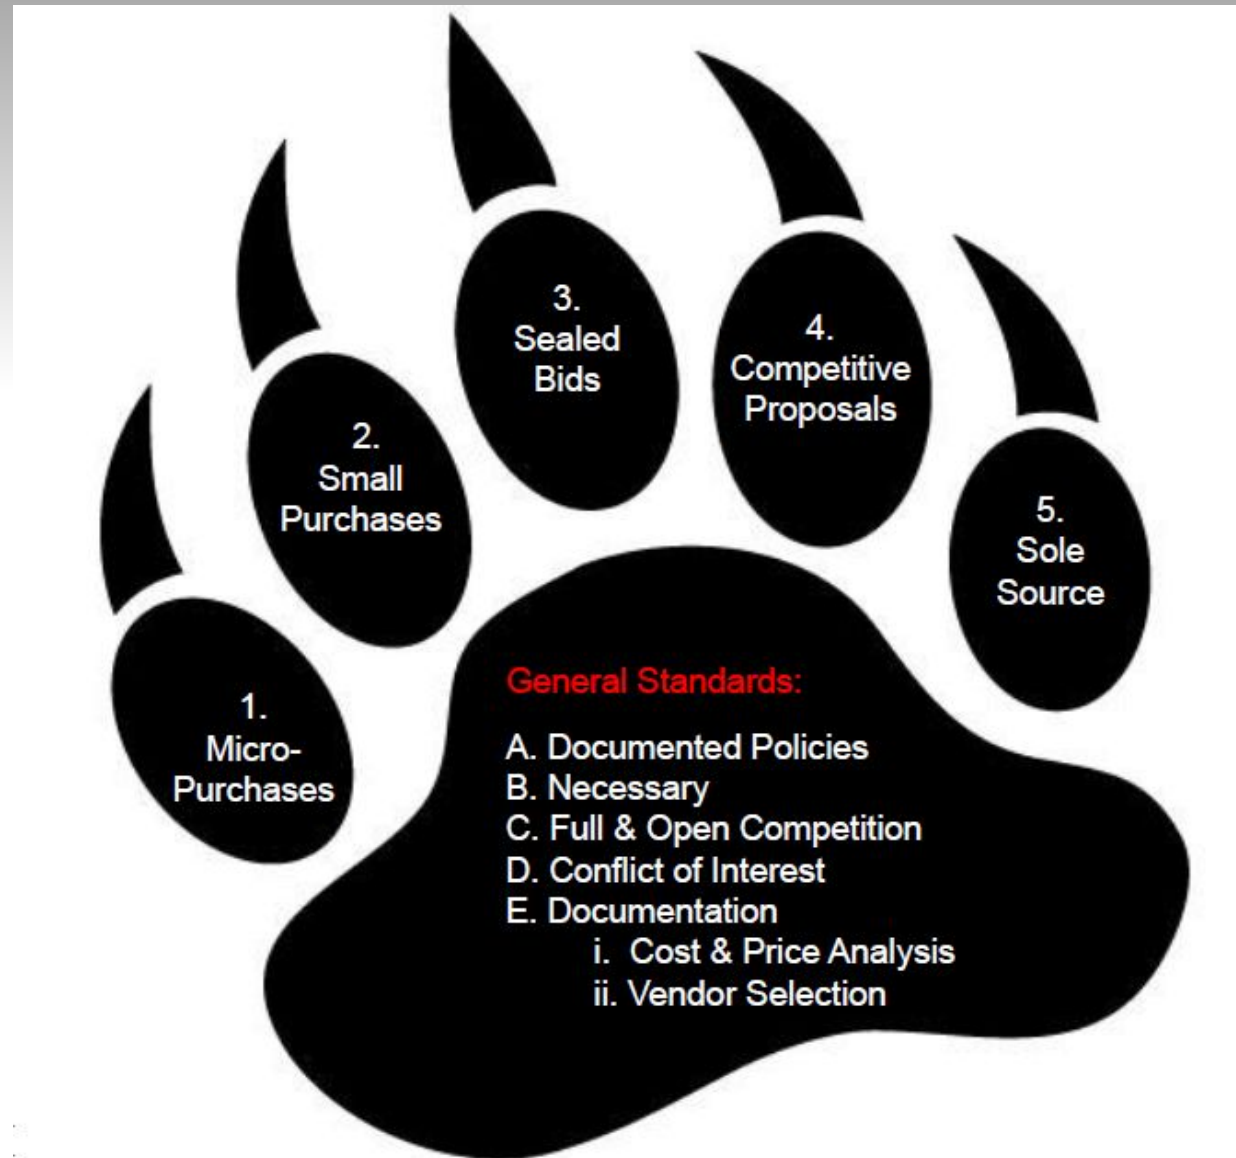 3.
Sealed
Bids
4.
Competitive
Proposals
2.
Small
Purchases
5.
Sole
Source
1.
Micro-
Purchases
General Standards:
A. Documented Policies
B. Necessary
C. Full & Open Competition
D. Conflict of Interest
E. Documentation
i. Cost & Price Analysis
ii. Vendor Selection